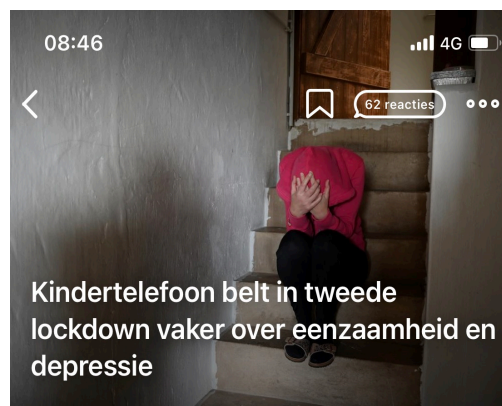 08:46
4G
62 reacties
Kindertelefoon belt in tweede
lockdown vaker over eenzaamheid en
depressie